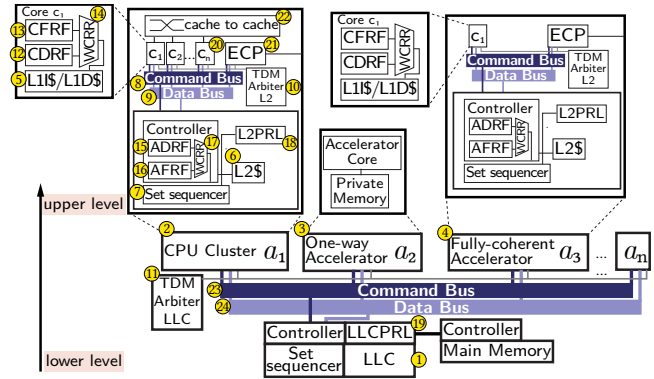 Core c₁
14
13
CFRF
WCRR
12
CDRF
5
L1I$/L1D$
cache to cache
22
c₁
c₂
...
cₙ
20
ECP
21
8
Command Bus
9
Data Bus
TDM
Arbiter
L2
10
Controller
17
15
ADRF
WCRR
16
AFRF
6
L2PRL
18
L2$
7
Set sequencer
Accelerator
Core
Private
Memory
Core c₁
CFRF
WCRR
CDRF
L1I$/L1D$
c₁
ECP
Command Bus
Data Bus
TDM
Arbiter
L2
Controller
ADRF
WCRR
AFRF
L2PRL
L2$
Set sequencer
upper level
lower level
2
CPU Cluster a₁
3
One-way
Accelerator a₂
4
Fully-coherent
Accelerator a₃
...
...
aₙ
11
TDM
Arbiter
LLC
23
Command Bus
24
Data Bus
Controller
LLCPRL
19
Set
sequencer
LLC
1
Controller
Main Memory